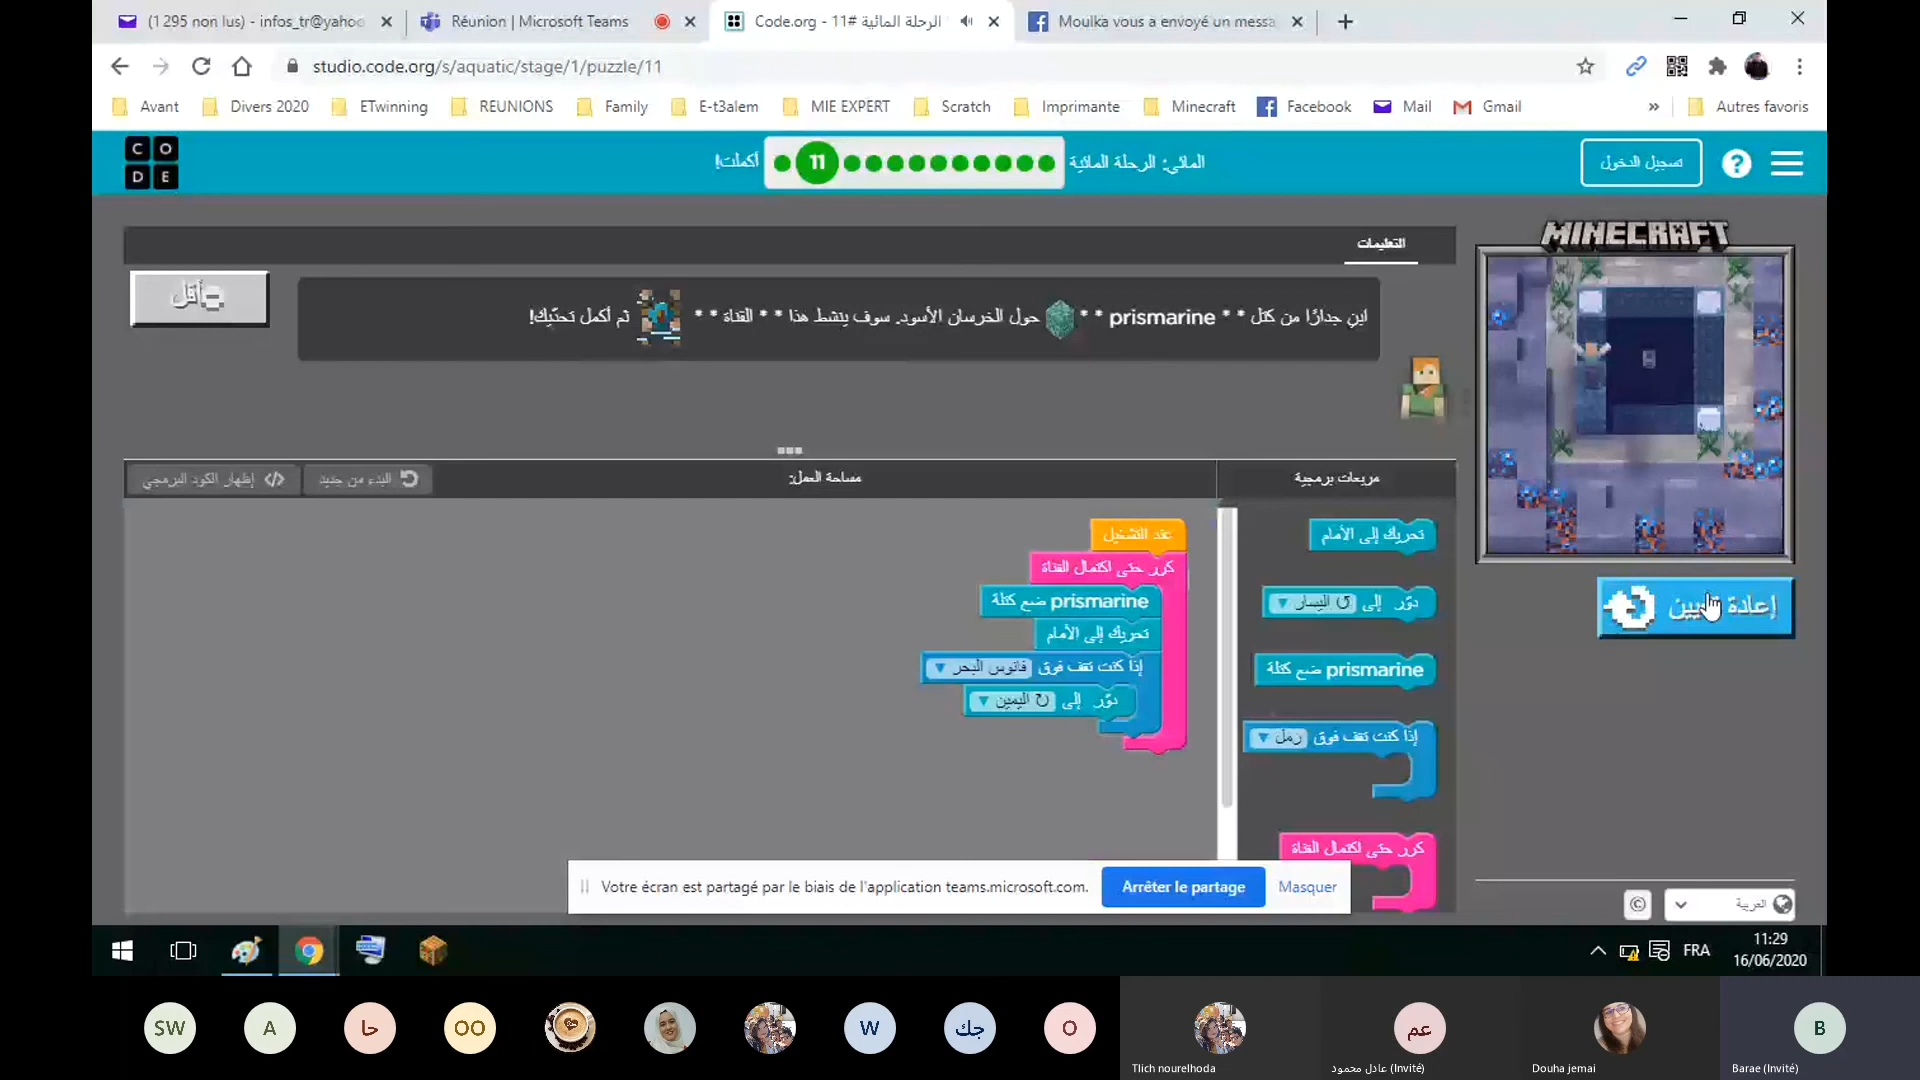 (1 295 non lus) - infos_tr@yahoo
Réunion | Microsoft Teams
Code.org - الرحلة المائية #11
Moulka vous a envoyé un messa
studio.code.org/s/aquatic/stage/1/puzzle/11
Avant
Divers 2020
ETwinning
REUNIONS
Family
E-t3alem
MIE EXPERT
Scratch
Imprimante
Minecraft
Facebook
Mail
Gmail
»
Autres favoris
C O
D E
المائي: الرحلة المائية
11
أكملت!
تسجيل الدخول
?
التعليمات
MINECRAFT
أقل
ابنِ جدارًا من كتل * * prismarine * * حول الخرسان الأسود. سوف ينشط هذا * * القناة * * ثم أكمل تحدّيك!
مربعات برمجية
مساحة العمل:
البدء من جديد
إظهار الكود البرمجي
عند التشغيل
كرر حتى اكتمال القناة
prismarine ضع كتلة
تحريك إلى الأمام
إذا كنت تقف فوق فانوس البحر
دوّر إلى اليمين
تحريك إلى الأمام
دوّر إلى اليسار
prismarine ضع كتلة
إذا كنت تقف فوق رمل
كرر حتى اكتمال القناة
إعادة
Votre écran est partagé par le biais de l'application teams.microsoft.com.
Arrêter le partage
Masquer
©
العربية
FRA
11:29
16/06/2020
SW
A
حا
OO
W
جك
O
Tlich nourelhoda
عم
عادل محمود (Invité)
Douha jemai
B
Barae (Invité)